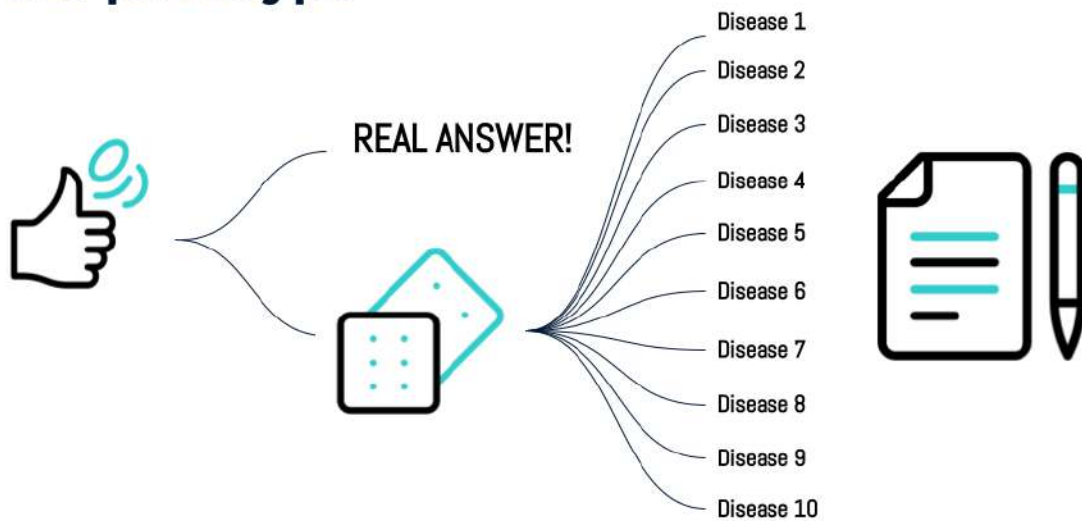 REAL ANSWER!
Disease 1
Disease 2
Disease 3
Disease 4
Disease 5
Disease 6
Disease 7
Disease 8
Disease 9
Disease 10